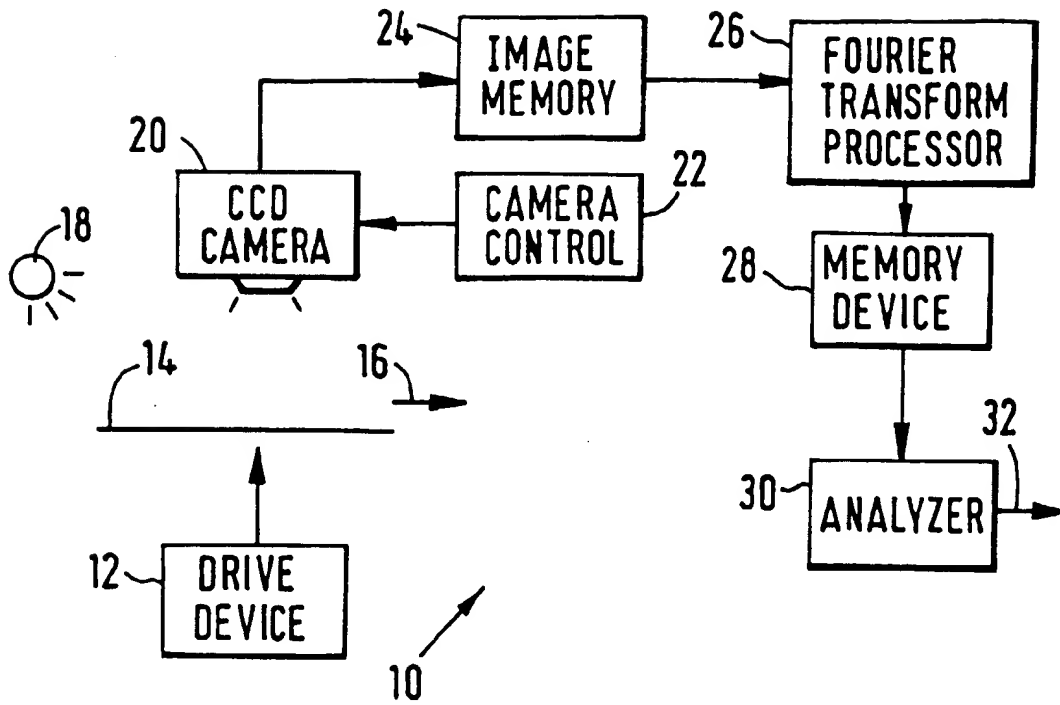 24
IMAGE
MEMORY
26
FOURIER
TRANSFORM
PROCESSOR
20
CCD
CAMERA
CAMERA
CONTROL
22
18
28
MEMORY
DEVICE
14
16
30
ANALYZER
32
12
DRIVE
DEVICE
10